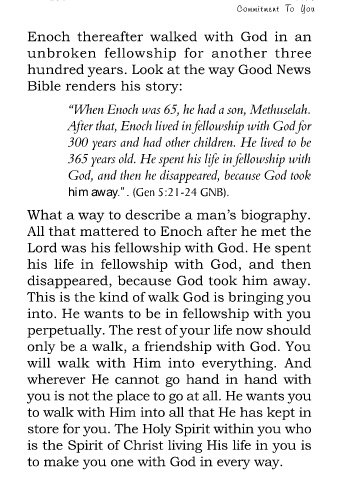 Commitment To You
Enoch thereafter walked with God in an
unbroken fellowship for another three
hundred years. Look at the way Good News
Bible renders his story:
“When Enoch was 65, he had a son, Methuselah.
After that, Enoch lived in fellowship with God for
300 years and had other children. He lived to be
365 years old. He spent his life in fellowship with
God, and then he disappeared, because God took
him away.”. (Gen 5:21-24 GNB).
What a way to describe a man’s biography.
All that mattered to Enoch after he met the
Lord was his fellowship with God. He spent
his life in fellowship with God, and then
disappeared, because God took him away.
This is the kind of walk God is bringing you
into. He wants to be in fellowship with you
perpetually. The rest of your life now should
only be a walk, a friendship with God. You
will walk with Him into everything. And
wherever He cannot go hand in hand with
you is not the place to go at all. He wants you
to walk with Him into all that He has kept in
store for you. The Holy Spirit within you who
is the Spirit of Christ living His life in you is
to make you one with God in every way.